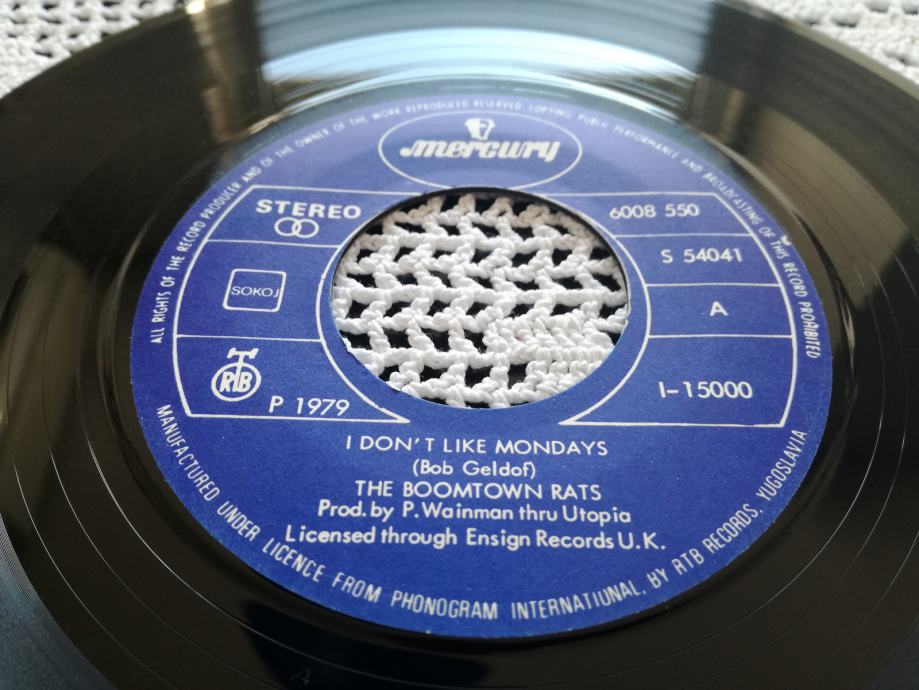 ALL RIGHTS OF THE RECORD PRODUCER AND OF THE OWNER OF THE WORK REPRODUCED RESERVED COPYING, PUBLIC PERFORMANCE AND BROADCASTING OF THIS RECORD PROHIBITED
mercury
STEREO
6008 550
S 54041
SOKOJ
A
RTB
P 1979
I-15000
I DON'T LIKE MONDAYS
(Bob Geldof)
THE BOOMTOWN RATS
Prod. by P. Wainman thru Utopia
Licensed through Ensign Records U.K.
MANUFACTURED UNDER LICENCE FROM PHONOGRAM INTERNATIONAL, BY RTB RECORDS, YUGOSLAVIA